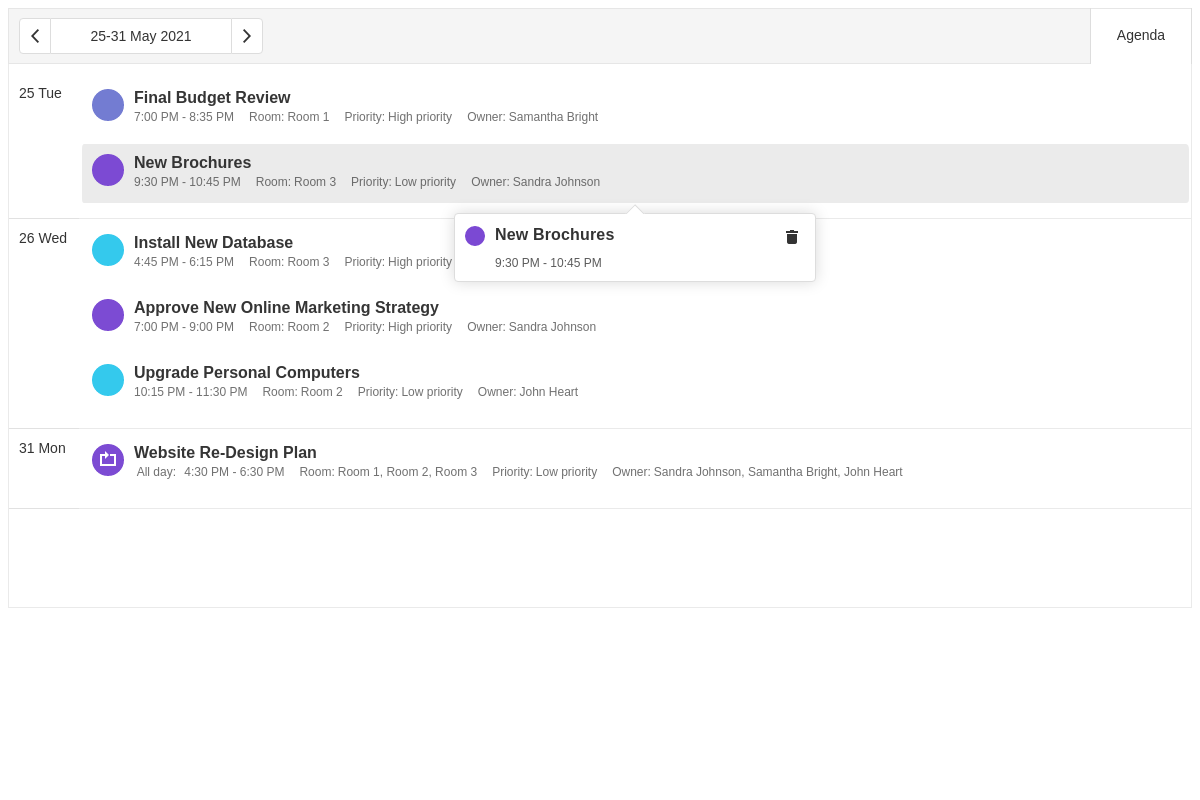 25-31 May 2021
Agenda
25 Tue
Final Budget Review
7:00 PM - 8:35 PM Room: Room 1 Priority: High priority Owner: Samantha Bright
New Brochures
9:30 PM - 10:45 PM Room: Room 3 Priority: Low priority Owner: Sandra Johnson
New Brochures
9:30 PM - 10:45 PM
26 Wed
Install New Database
4:45 PM - 6:15 PM Room: Room 3 Priority: High priority
Approve New Online Marketing Strategy
7:00 PM - 9:00 PM Room: Room 2 Priority: High priority Owner: Sandra Johnson
Upgrade Personal Computers
10:15 PM - 11:30 PM Room: Room 2 Priority: Low priority Owner: John Heart
31 Mon
Website Re-Design Plan
All day: 4:30 PM - 6:30 PM Room: Room 1, Room 2, Room 3 Priority: Low priority Owner: Sandra Johnson, Samantha Bright, John Heart